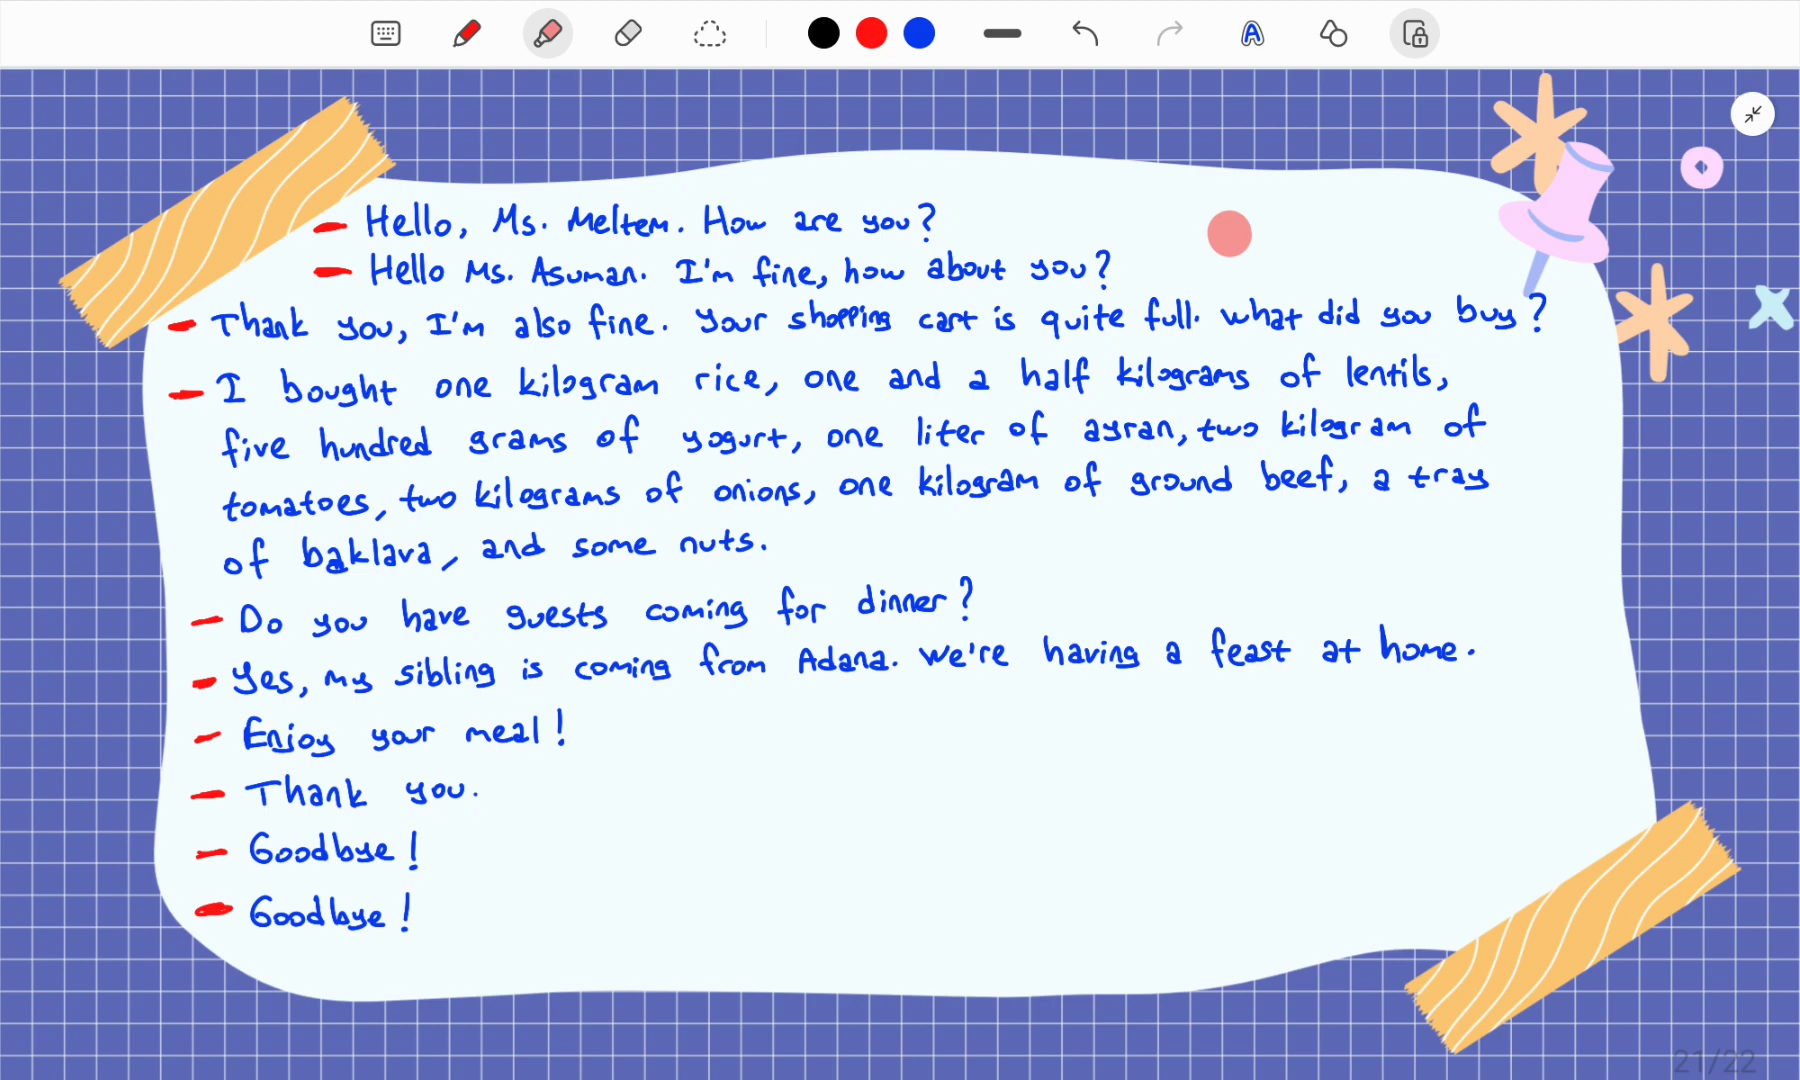 - Hello, Ms. Meltem. How are you?
- Hello Ms. Asuman. I'm fine, how about you?
- Thank you, I'm also fine. Your shopping cart is quite full. What did you buy?
- I bought one kilogram rice, one and a half kilograms of lentils,
five hundred grams of yogurt, one liter of ayran, two kilogram of
tomatoes, two kilograms of onions, one kilogram of ground beef, a tray
of baklava, and some nuts.
- Do you have guests coming for dinner?
- Yes, my sibling is coming from Adana. We're having a feast at home.
- Enjoy your meal!
- Thank you.
- Goodbye!
- Goodbye!
21/22